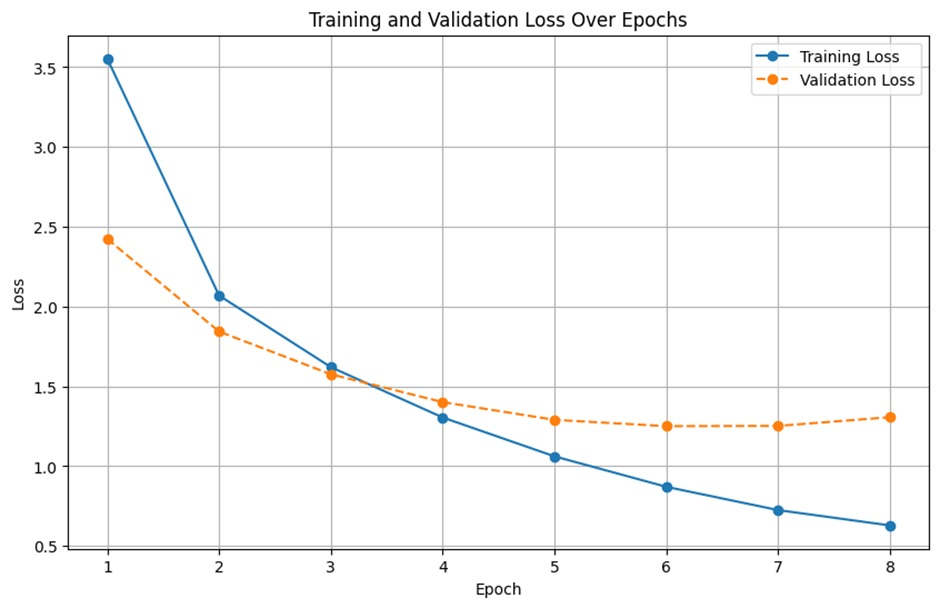 Training and Validation Loss Over Epochs
Training Loss
Validation Loss
Loss
3.5
3.0
2.5
2.0
1.5
1.0
0.5
1 2 3 4 5 6 7 8
Epoch